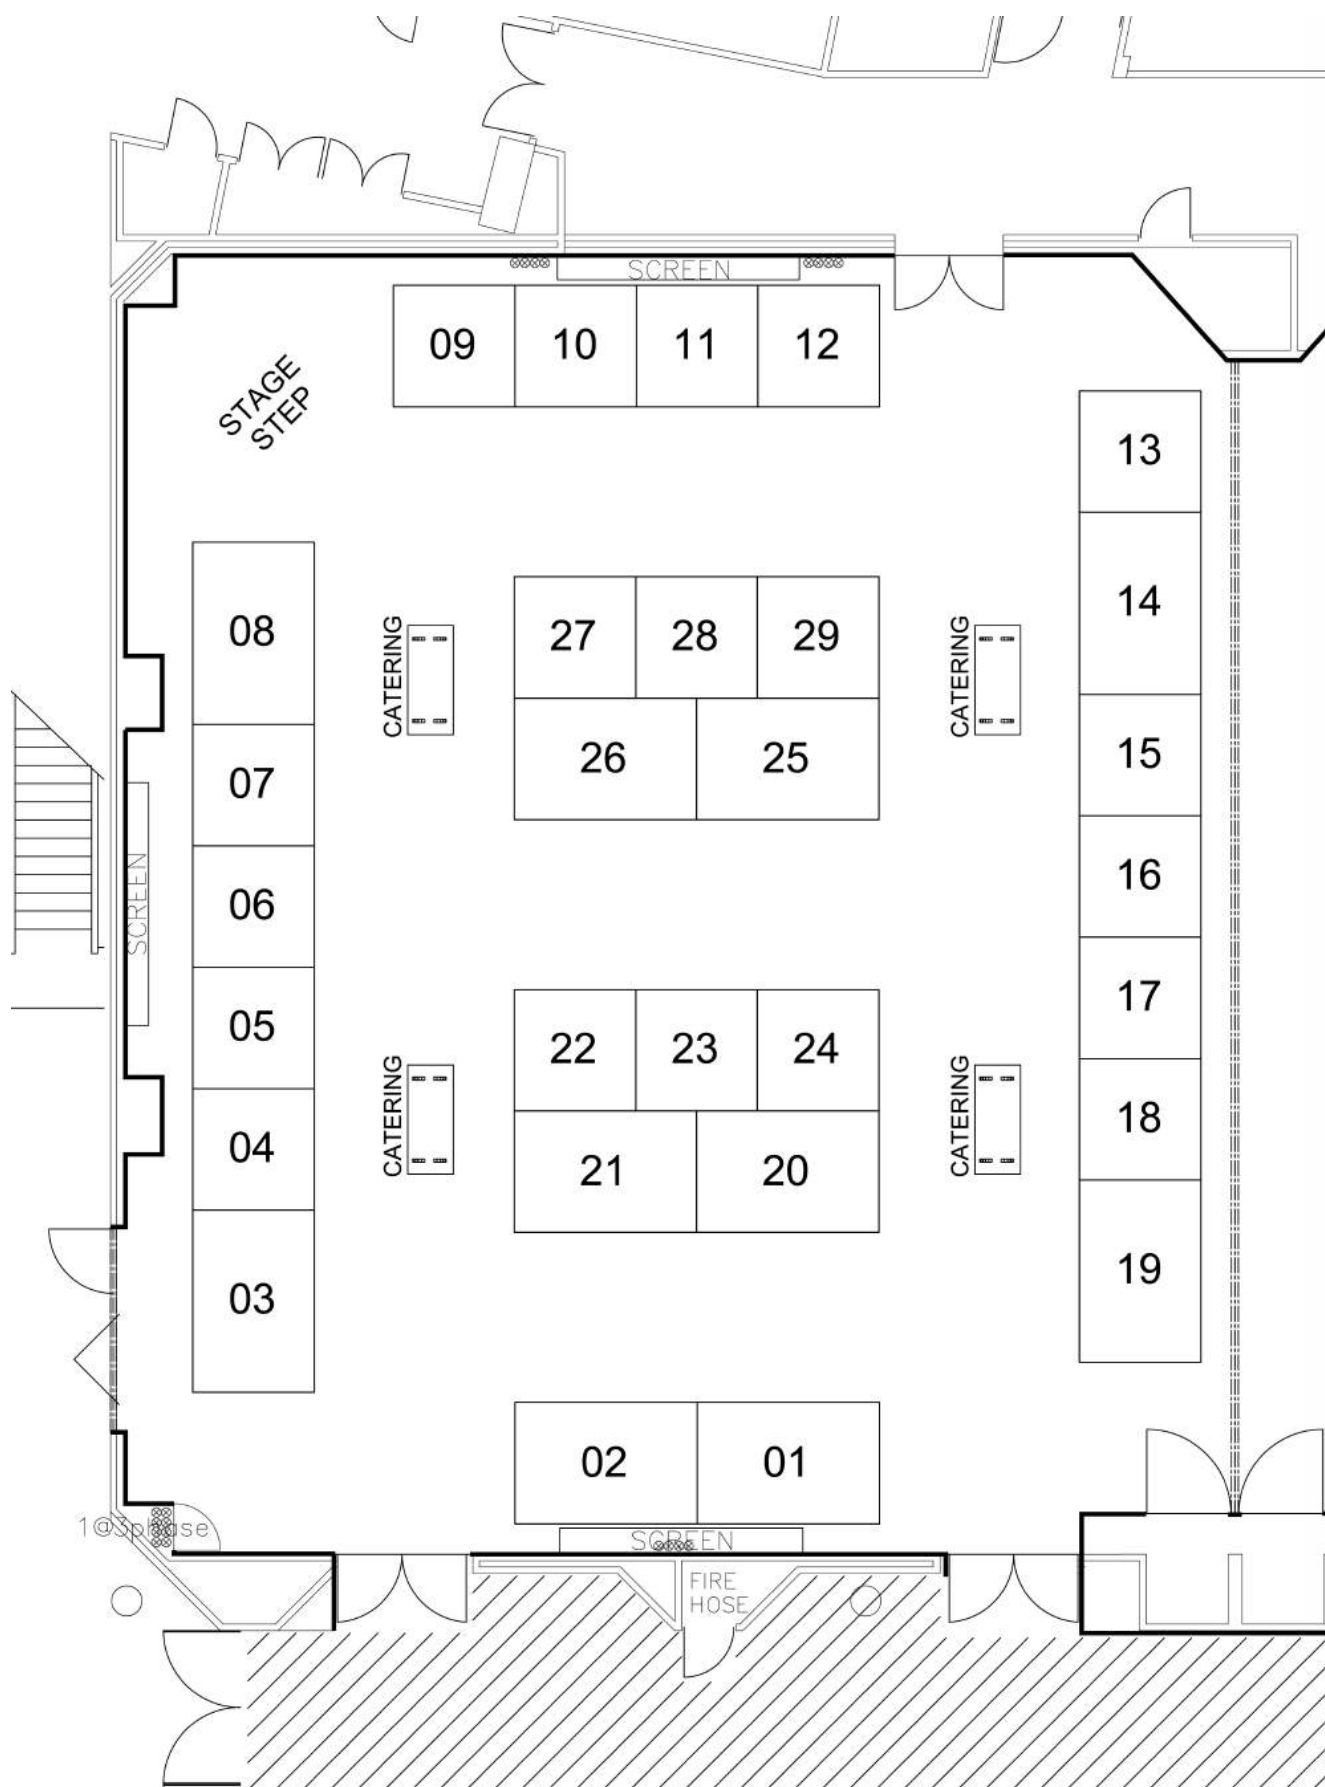 SCREEN
09 10 11 12
STAGE
STEP
13
14
08
CATERING
27 28 29
CATERING
07
26 25
15
06
SCREEN
16
05
17
22 23 24
04
CATERING
21 20
CATERING
18
03
19
02 01
1@3phase
SCREEN
FIRE
HOSE